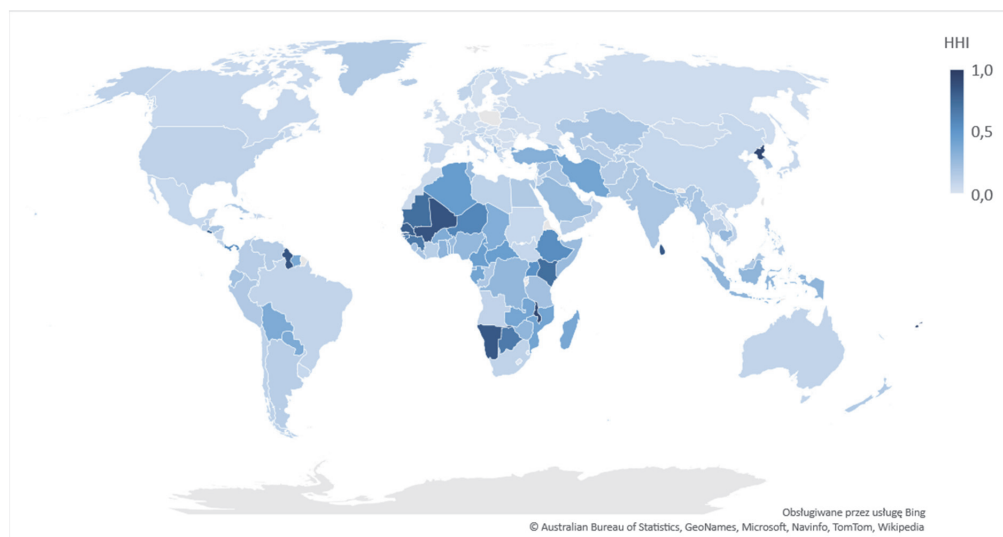 HHI
1,0
0,5
0,0
Obsługiwane przez usługę Bing
© Australian Bureau of Statistics, GeoNames, Microsoft, Navinfo, TomTom, Wikipedia